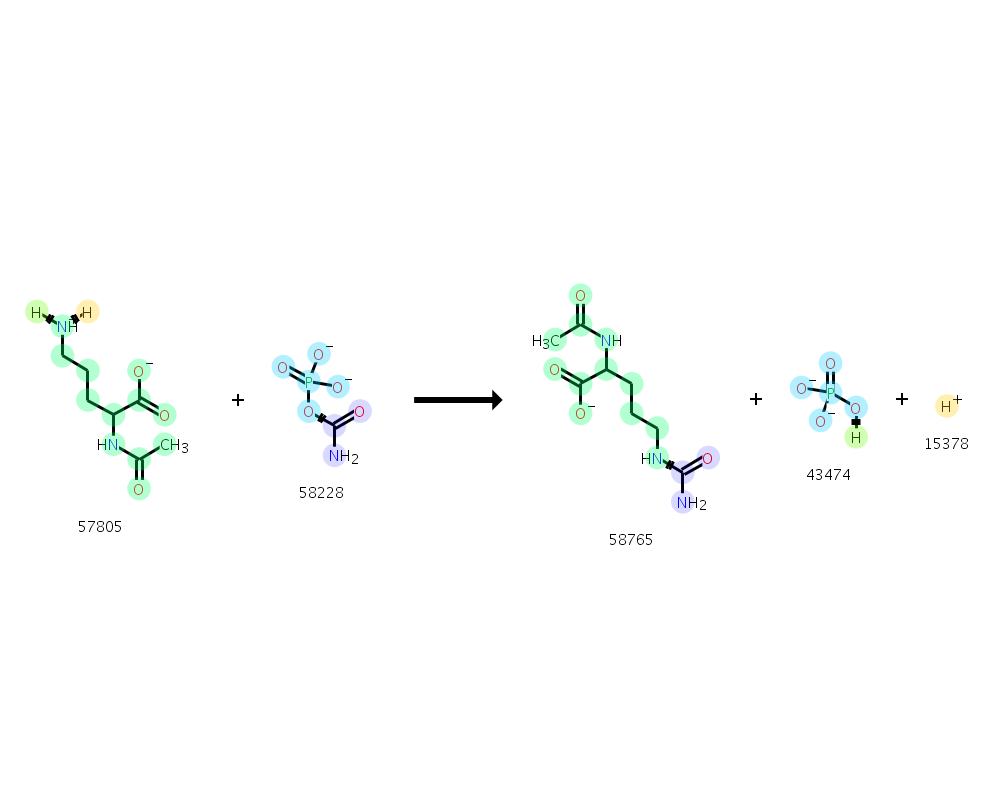 O
H H H₃C NH
NH O O⁻
O⁻ O P O⁻ O O⁻ P
O O⁻ O⁻ O H⁺
+ + + +
O O O⁻ H
HN CH₃ NH₂ HN O 15378
O 58228 NH₂ 43474
57805 58765